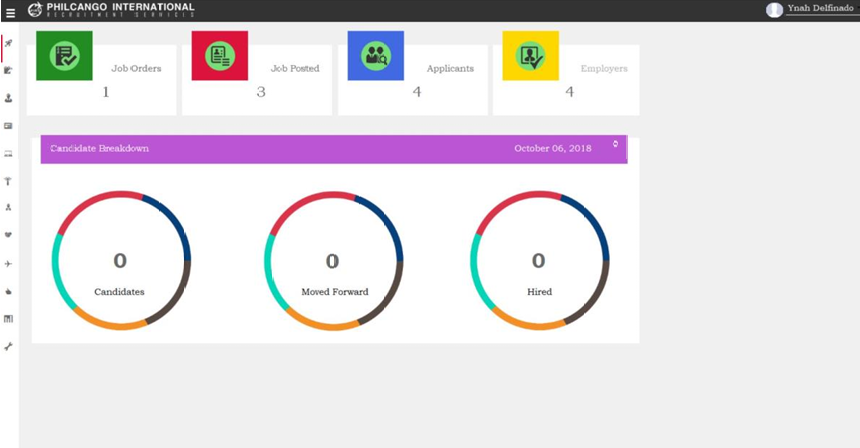 PHILCANGO INTERNATIONAL
RECRUITMENT SERVICES
Ynah Delfinado
Job Orders
1
Job Posted
3
Applicants
4
Employers
4
Candidate Breakdown
October 06, 2018
0
Candidates
0
Moved Forward
0
Hired